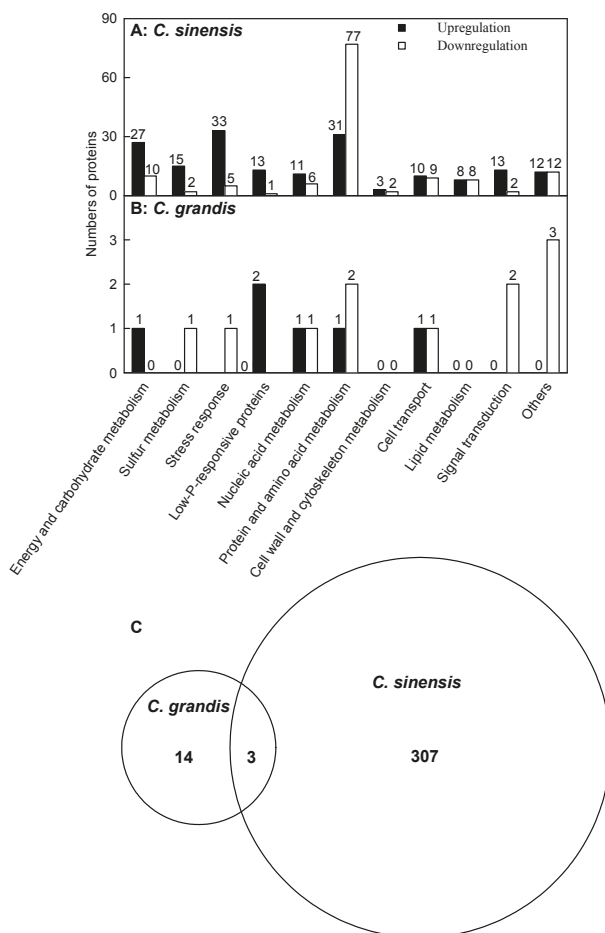 90
A: C. sinensis
Upregulation
Downregulation
77
60
33
31
30
27
15
13
11
13
12 12
10
10 9
8 8
5
6
2
1
3 2
2
0
Numbers of proteins
B: C. grandis
3
3
2
2
2
2
1
1
1
1
1 1
1
1 1
0
0
0
0
0 0
0 0
0
0
Energy and carbohydrate metabolism
Sulfur metabolism
Stress response
Low-P-responsive proteins
Nucleic acid metabolism
Protein and amino acid metabolism
Cell wall and cytoskeleton metabolism
Cell transport
Lipid metabolism
Signal transduction
Others
C
C. sinensis
C. grandis
14
3
307